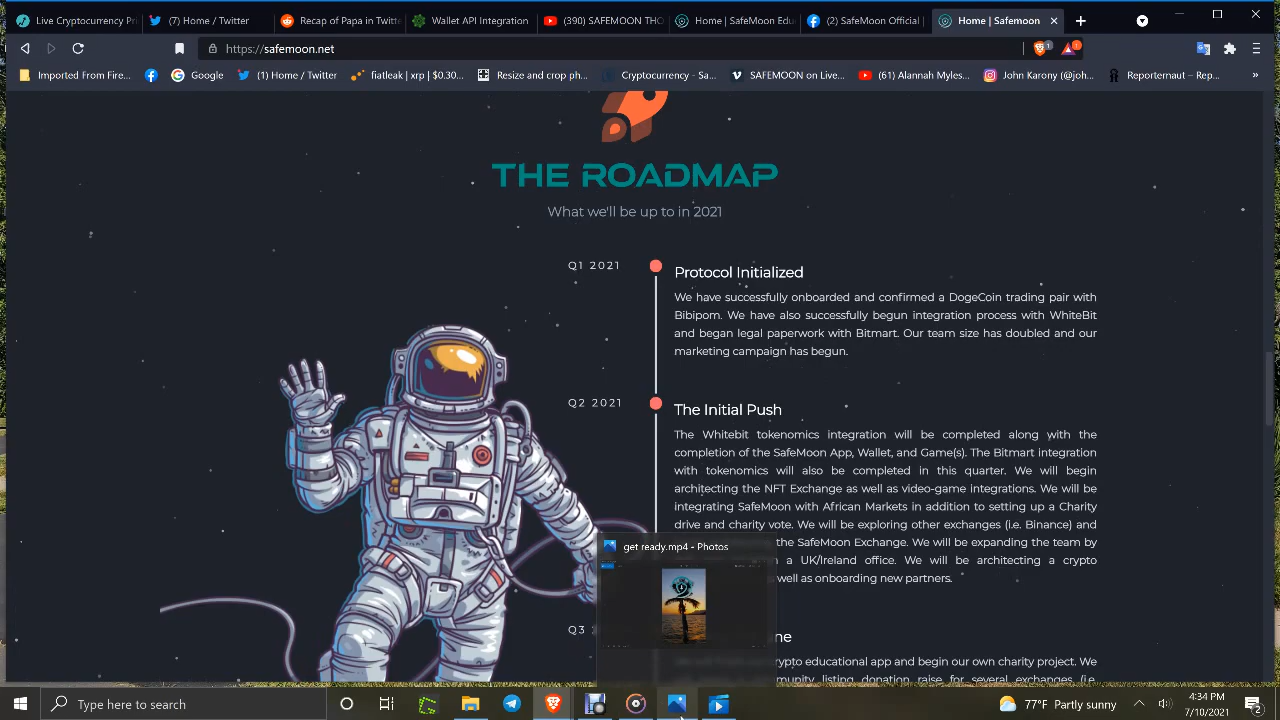 Live Cryptocurrency Pri
(7) Home / Twitter
Recap of Papa in Twitte
Wallet API Integration
(390) SAFEMOON THO
Home | SafeMoon Edu
(2) SafeMoon Official |
Home | Safemoon
https://safemoon.net
1
1
Imported From Fire...
Google
(1) Home / Twitter
fiatleak | xrp | $0.30...
Resize and crop ph...
Cryptocurrency - Sa...
SAFEMOON on Live...
(61) Alannah Myles...
John Karony (@joh...
Reporternaut – Rep...
»
THE ROADMAP
What we'll be up to in 2021
Q1 2021
Protocol Initialized
We have successfully onboarded and confirmed a DogeCoin trading pair with
Bibipom. We have also successfully begun integration process with WhiteBit
and began legal paperwork with Bitmart. Our team size has doubled and our
marketing campaign has begun.
Q2 2021
The Initial Push
The Whitebit tokenomics integration will be completed along with the
completion of the SafeMoon App, Wallet, and Game(s). The Bitmart integration
with tokenomics will also be completed in this quarter. We will begin
architecting the NFT Exchange as well as video-game integrations. We will be
integrating SafeMoon with African Markets in addition to setting up a Charity
drive and charity vote. We will be exploring other exchanges (i.e. Binance) and
the SafeMoon Exchange. We will be expanding the team by
a UK/Ireland office. We will be architecting a crypto
well as onboarding new partners.
get ready.mp4 - Photos
Q3
crypto educational app and begin our own charity project. We
listing donation raise for several exchanges (i.e.
Type here to search
77°F Partly sunny
4:34 PM
7/10/2021
2